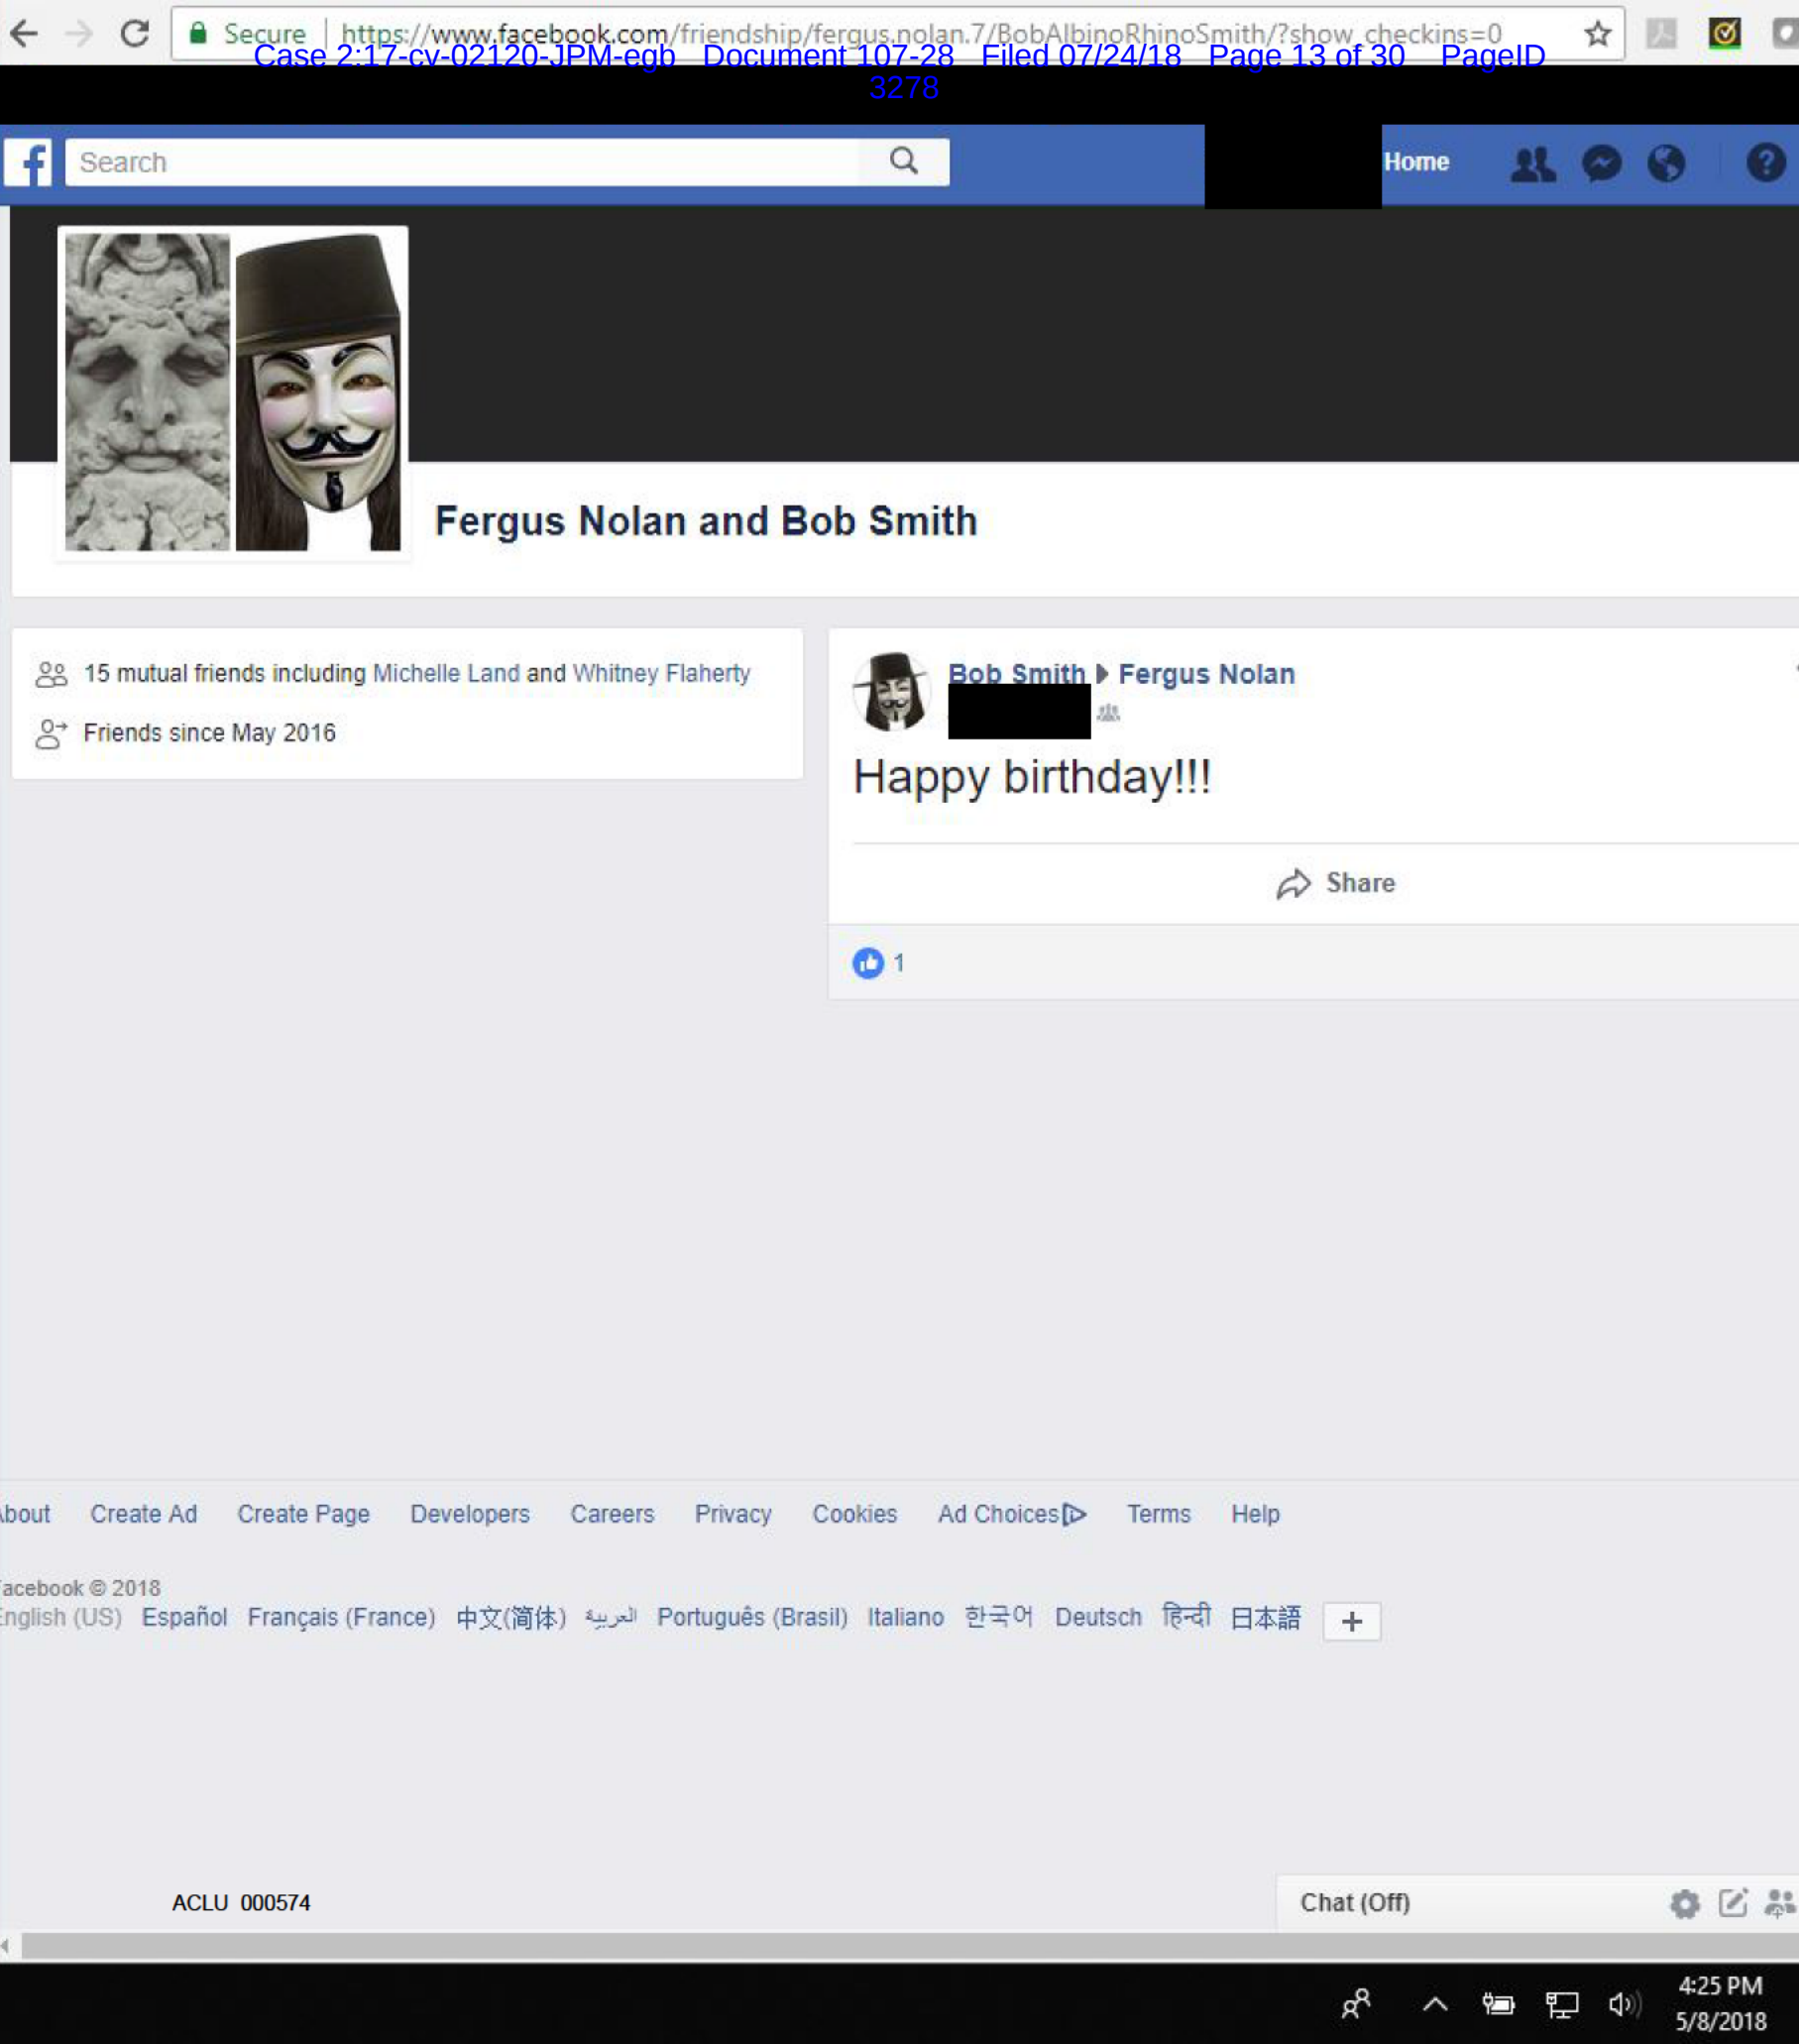 Secure https://www.facebook.com/friendship/fergus.nolan.7/BobAlbinoRhinoSmith/?show_checkins=0
Case 2:17-cv-02120-JPM-egb Document 107-28 Filed 07/24/18 Page 13 of 30 PageID
3278
f Search Home ?
Fergus Nolan and Bob Smith
15 mutual friends including Michelle Land and Whitney Flaherty
Friends since May 2016
Bob Smith Fergus Nolan
Happy birthday!!!
Share
1
bout Create Ad Create Page Developers Careers Privacy Cookies Ad Choices Terms Help
acebook © 2018
English (US) Español Français (France) 中文(简体) العربية Português (Brasil) Italiano 한국어 Deutsch हिन्दी 日本語 +
ACLU 000574
Chat (Off)
4:25 PM
5/8/2018